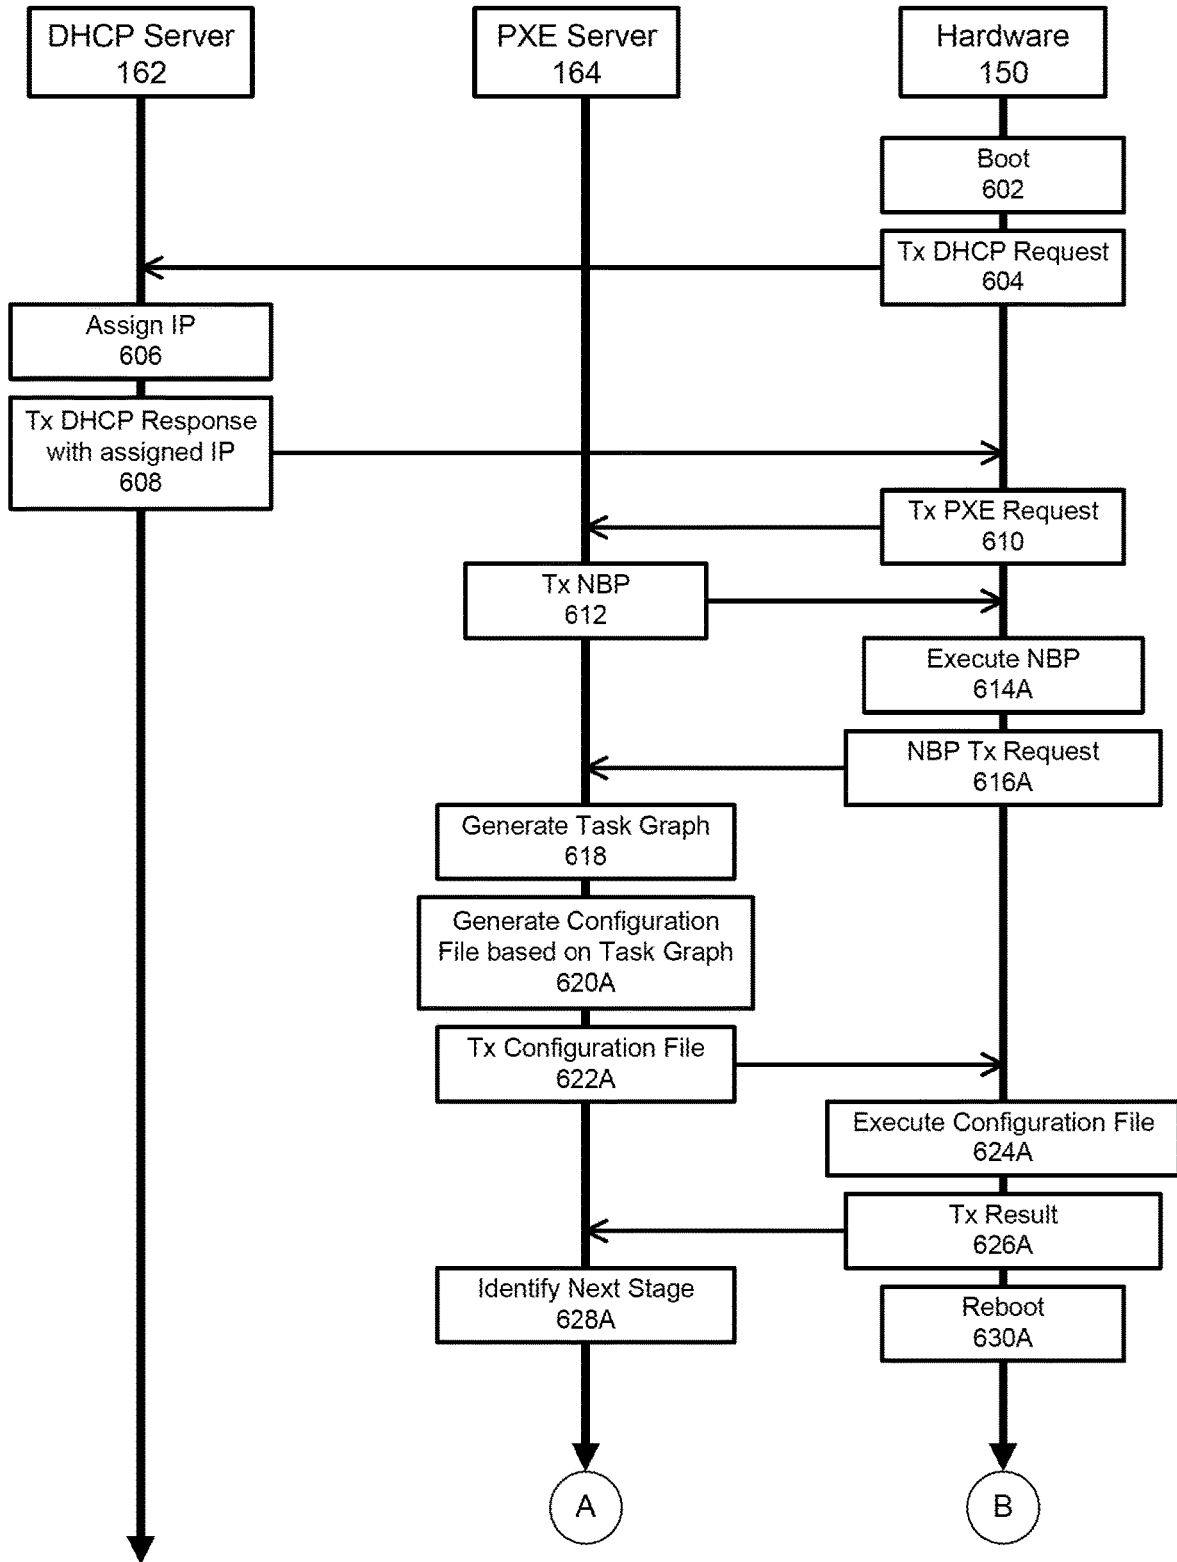 DHCP Server
162
PXE Server
164
Hardware
150
Boot
602
Tx DHCP Request
604
Assign IP
606
Tx DHCP Response
with assigned IP
608
Tx PXE Request
610
Tx NBP
612
Execute NBP
614A
NBP Tx Request
616A
Generate Task Graph
618
Generate Configuration
File based on Task Graph
620A
Tx Configuration File
622A
Execute Configuration File
624A
Tx Result
626A
Identify Next Stage
628A
Reboot
630A
A
B